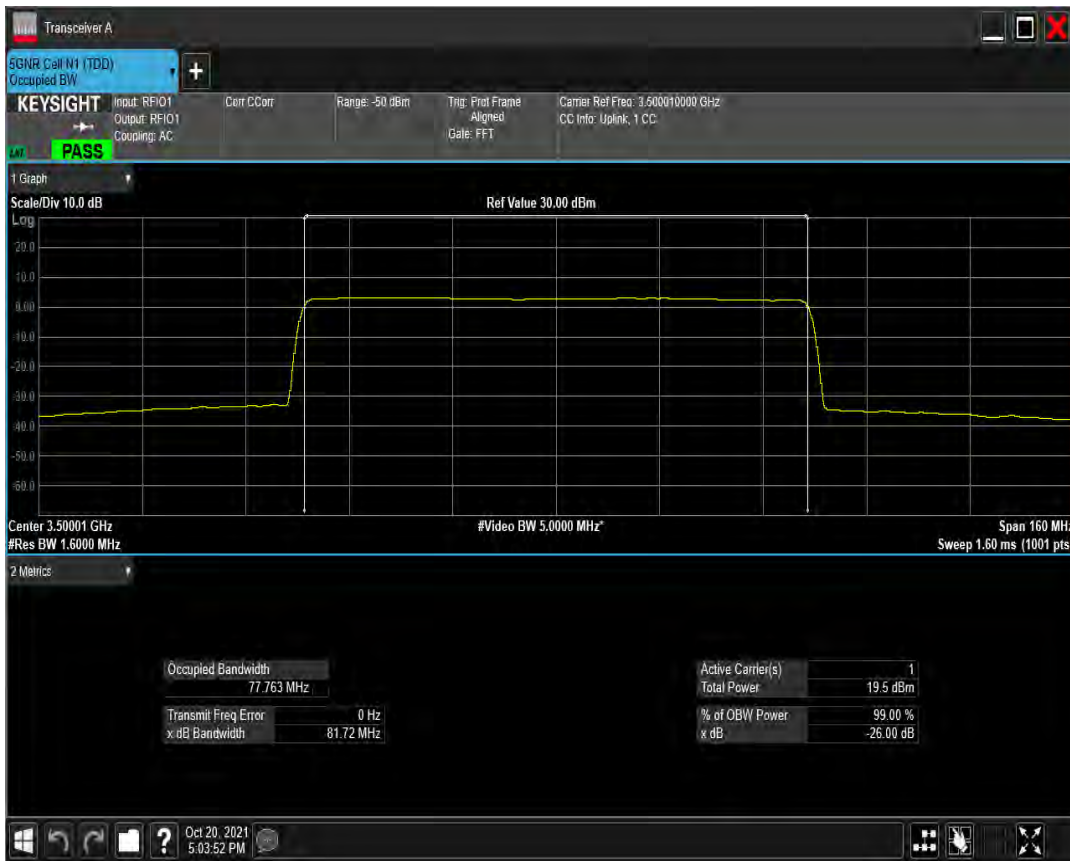 Transceiver A
5GNR Cell N1 (TDD)
Occupied BW
+
KEYSIGHT
Input: RFIO1
Output: RFIO1
Coupling: AC
Corr CCorr
Range: -50 dBm
Trig: Prot Frame
Aligned
Gate: FFT
Carrier Ref Freq: 3.500010000 GHz
CC Info: Uplink, 1 CC
LXI
PASS
1 Graph
Scale/Div 10.0 dB
Ref Value 30.00 dBm
Log
20.0
10.0
0.00
-10.0
-20.0
-30.0
-40.0
-50.0
-60.0
Center 3.50001 GHz
#Video BW 5.0000 MHz*
Span 160 MHz
#Res BW 1.6000 MHz
Sweep 1.60 ms (1001 pts
2 Metrics
Occupied Bandwidth
77.763 MHz
Transmit Freq Error 0 Hz
x dB Bandwidth 81.72 MHz
Active Carrier(s) 1
Total Power 19.5 dBm
% of OBW Power 99.00 %
x dB -26.00 dB
?
Oct 20, 2021
5:03:52 PM